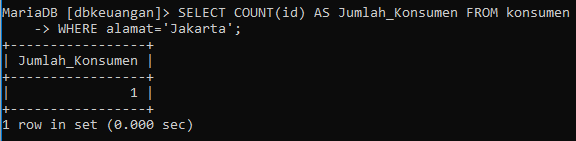 MariaDB [dbkeuangan]> SELECT COUNT(id) AS Jumlah_Konsumen FROM konsumen
    -> WHERE alamat='Jakarta';
+-----------------+
| Jumlah_Konsumen |
+-----------------+
|               1 |
+-----------------+
1 row in set (0.000 sec)